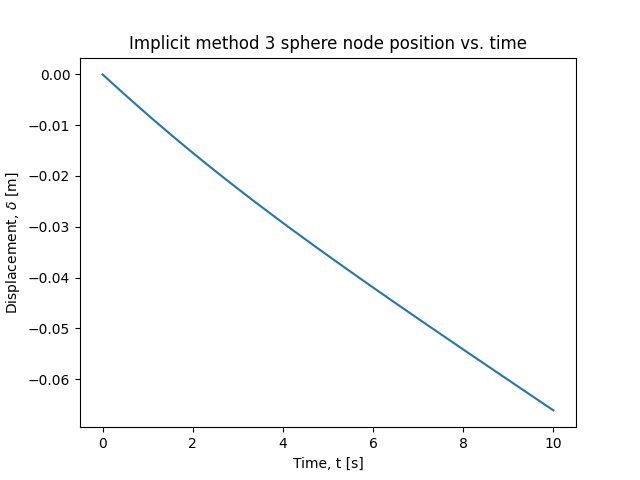 Implicit method 3 sphere node position vs. time
Displacement, δ [m]
0.00
−0.01
−0.02
−0.03
−0.04
−0.05
−0.06
0 2 4 6 8 10
Time, t [s]